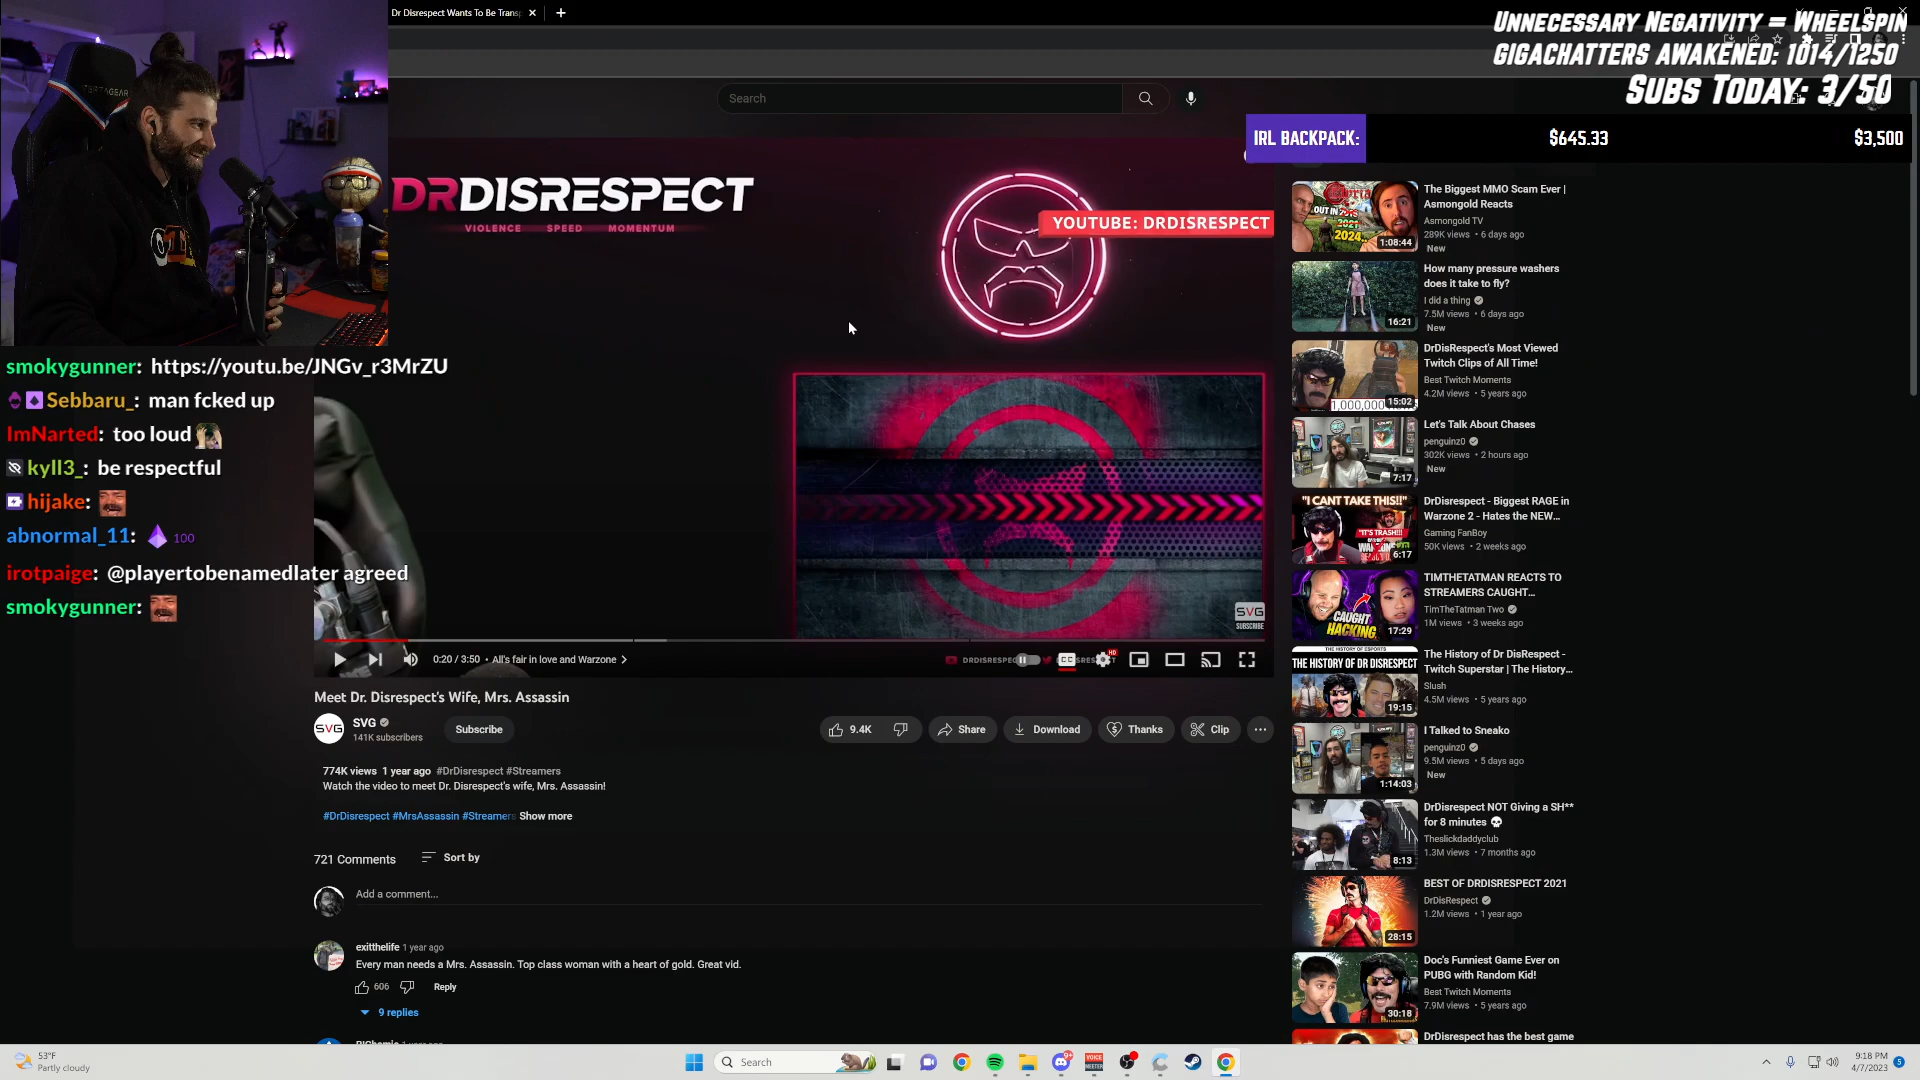 Dr Disrespect Wants To Be Trans
UNNECESSARY NEGATIVITY = WHEELSPIN
GIGACHATTERS AWAKENED: 1014/1250
SUBS TODAY: 3/50
Search
IRL BACKPACK:
$645.33
$3,500
DRDISRESPECT
VIOLENCE SPEED MOMENTUM
YOUTUBE: DRDISRESPECT
smokygunner: https://youtu.be/JNGv_r3MrZU
Sebbaru_: man fcked up
ImNarted: too loud
kyll3_: be respectful
hijake:
abnormal_11: 100
irotpaige: @playertobenamedlater agreed
smokygunner:
SVG
SUBSCRIBE
0:20 / 3:50 • All's fair in love and Warzone
CC
HD
Meet Dr. Disrespect's Wife, Mrs. Assassin
SVG
SVG
141K subscribers
Subscribe
9.4K
Share
Download
Thanks
Clip
774K views 1 year ago #DrDisrespect #Streamers
Watch the video to meet Dr. Disrespect's wife, Mrs. Assassin!
#DrDisrespect #MrsAssassin #Streamers Show more
721 Comments
Sort by
Add a comment...
exitthelife 1 year ago
Every man needs a Mrs. Assassin. Top class woman with a heart of gold. Great vid.
606
Reply
9 replies
1:08:44
The Biggest MMO Scam Ever |
Asmongold Reacts
Asmongold TV
289K views • 6 days ago
New
16:21
How many pressure washers
does it take to fly?
I did a thing
7.5M views • 6 days ago
New
1,000,000
15:02
DrDisRespect's Most Viewed
Twitch Clips of All Time!
Best Twitch Moments
4.2M views • 5 years ago
7:17
Let's Talk About Chases
penguinz0
302K views • 2 hours ago
New
"I CANT TAKE THIS!!"
"IT'S TRASH!!!"
6:17
DrDisrespect - Biggest RAGE in
Warzone 2 - Hates the NEW...
Gaming FanBoy
50K views • 2 weeks ago
CAUGHT
HACKING
17:29
TIMTHETATMAN REACTS TO
STREAMERS CAUGHT...
TimTheTatman Two
1M views • 3 weeks ago
THE HISTORY OF ESPORTS
THE HISTORY OF DR DISRESPECT
19:15
The History of Dr DisRespect -
Twitch Superstar | The History...
Slush
4.5M views • 5 years ago
1:14:03
I Talked to Sneako
penguinz0
9.5M views • 5 days ago
New
8:13
DrDisrespect NOT Giving a SH**
for 8 minutes
Theslickdaddyclub
1.3M views • 7 months ago
28:15
BEST OF DRDISRESPECT 2021
DrDisRespect
1.2M views • 1 year ago
30:18
Doc's Funniest Game Ever on
PUBG with Random Kid!
Best Twitch Moments
7.9M views • 5 years ago
DrDisrespect has the best game
53°F
Partly cloudy
Search
9+
9:18 PM
4/7/2023
5